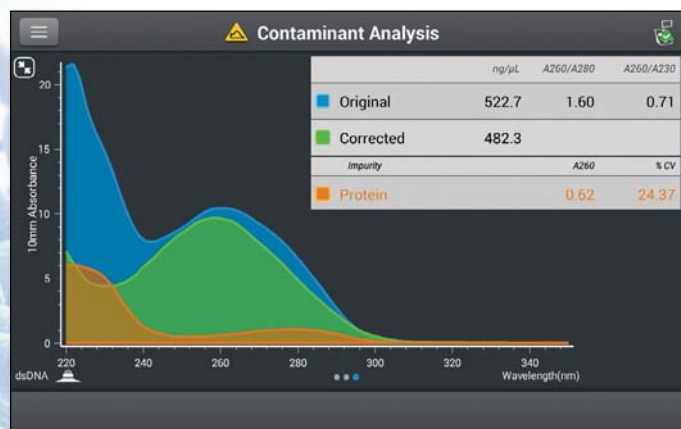 Contaminant Analysis
ng/µL A260/A280 A260/A230
Original 522.7 1.60 0.71
Corrected 482.3
Impurity A260 % CV
Protein 0.62 24.37
10mm Absorbance
20
15
10
5
0
220 240 260 280 300 320 340
dsDNA Wavelength(nm)